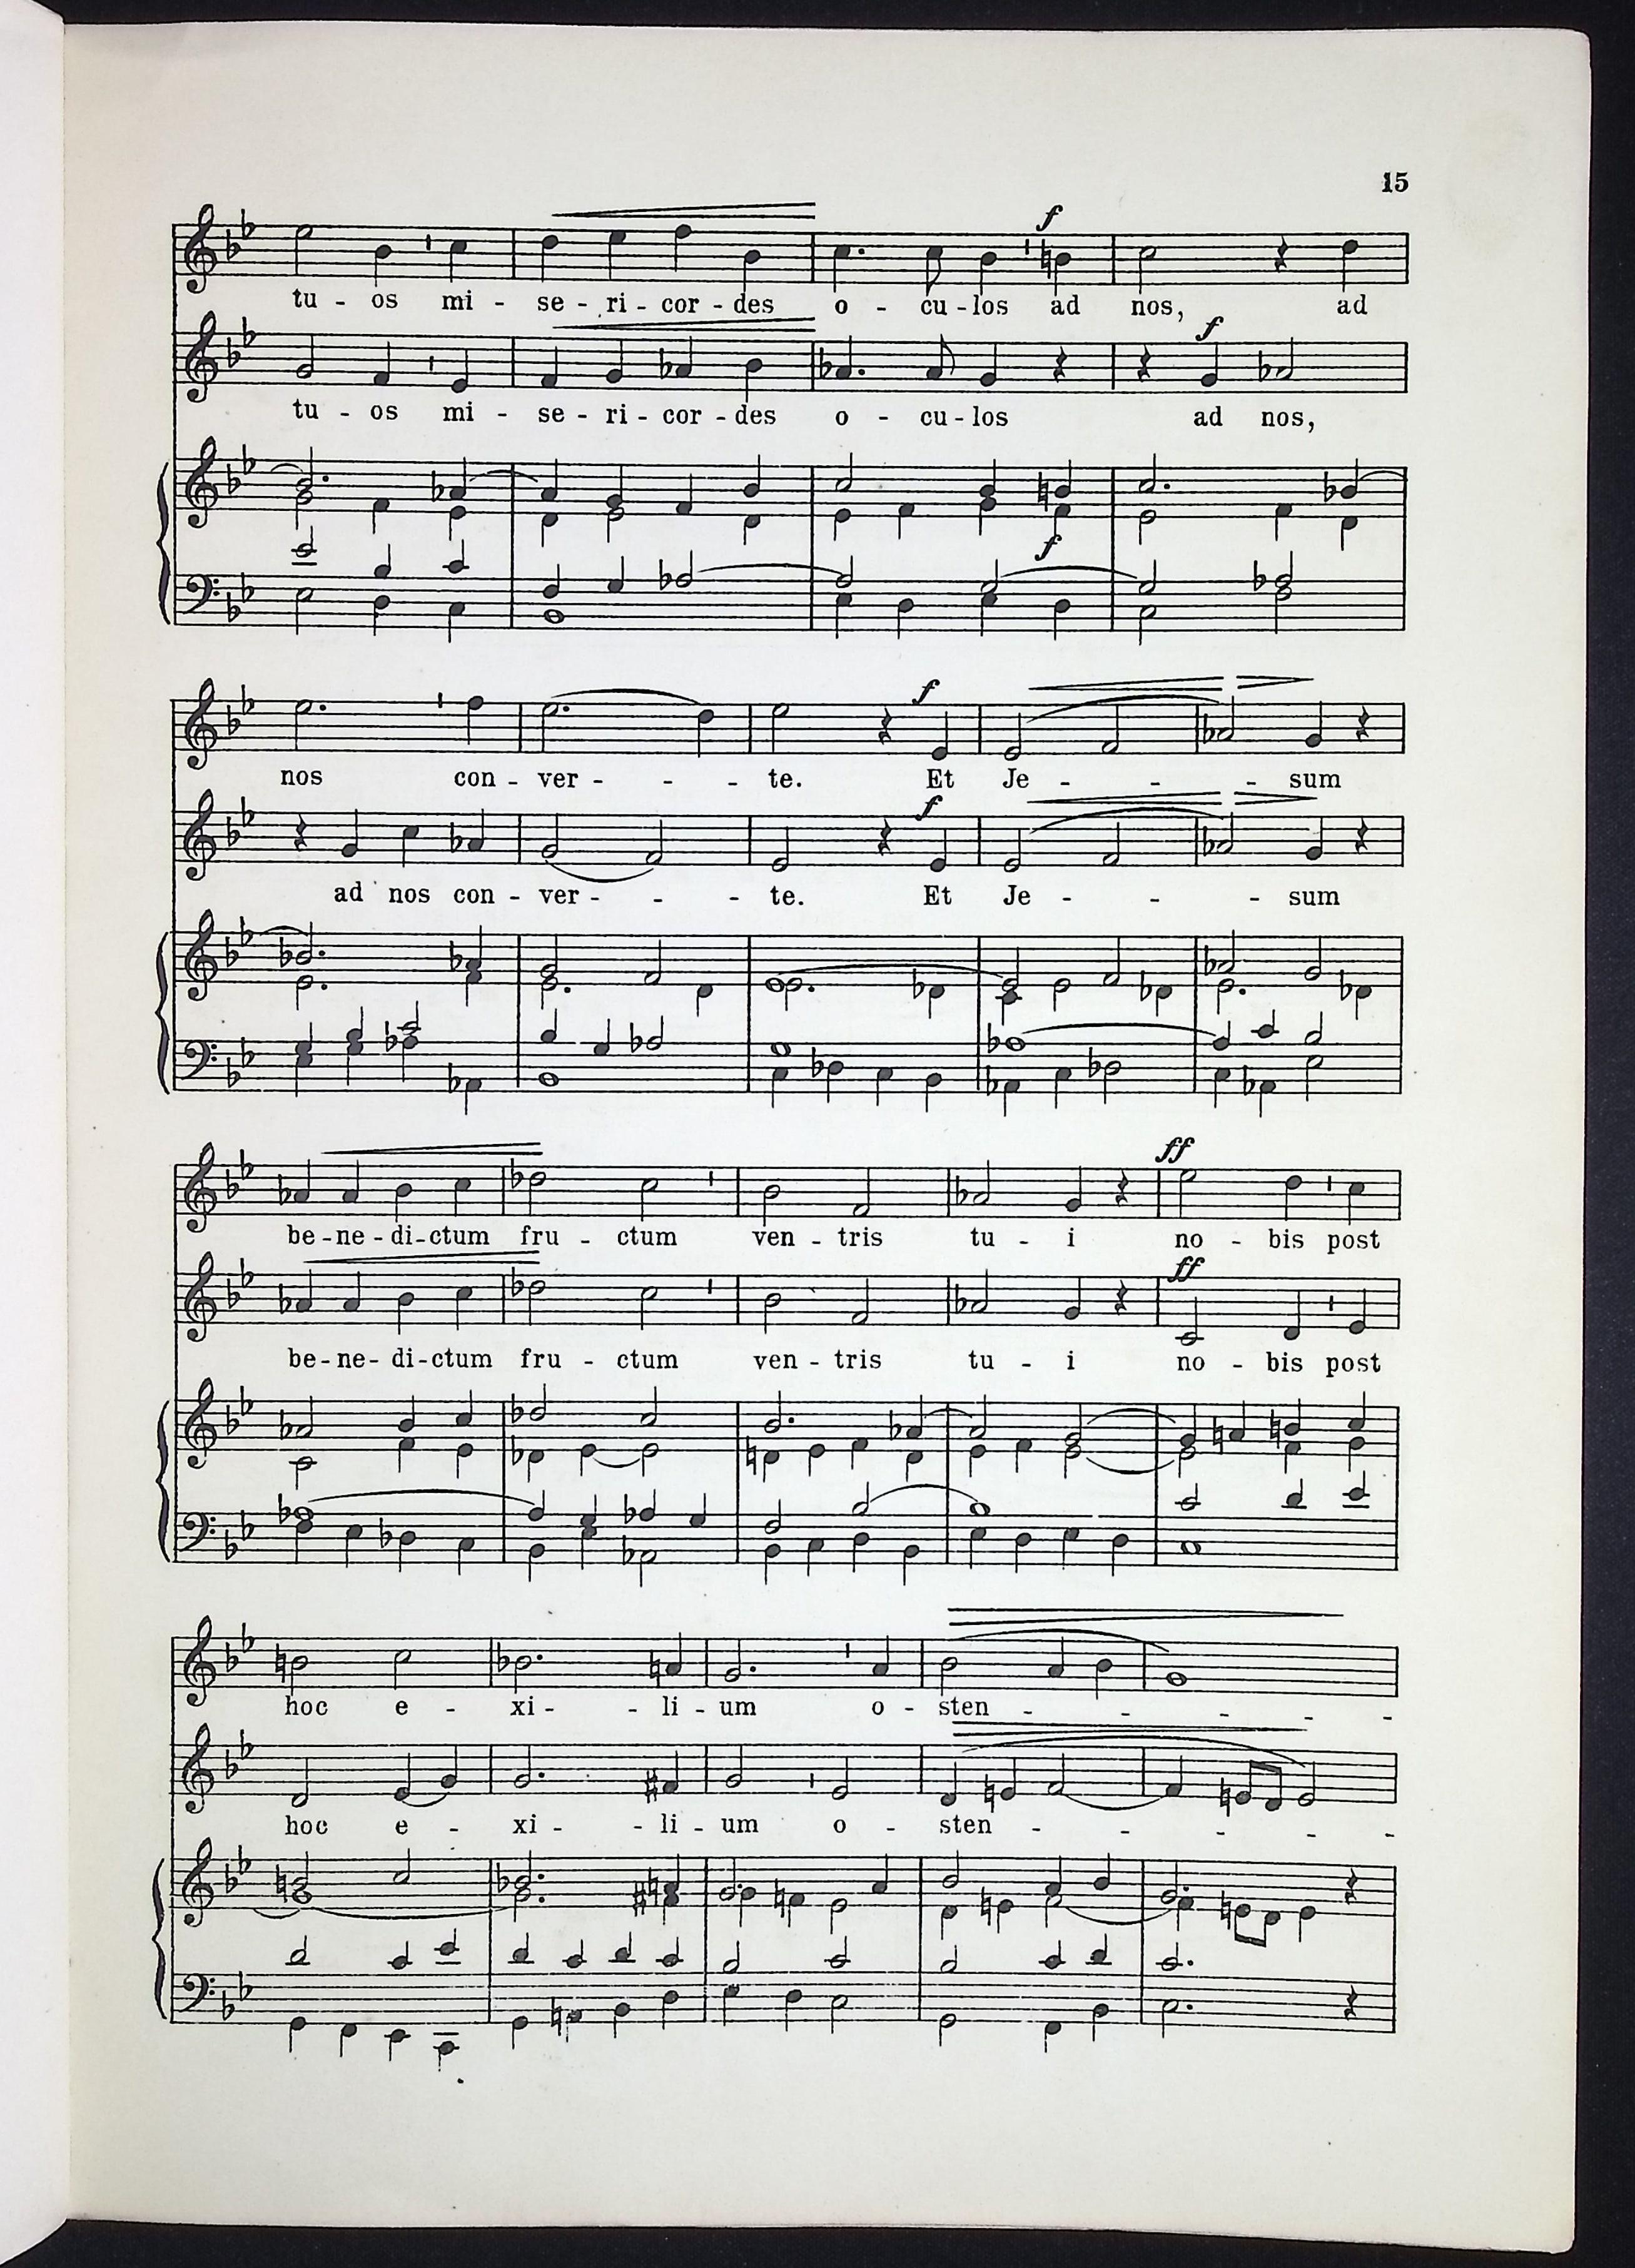 15
f
tu - os mi - se - ri - cor - des o - cu - los ad nos, ad
f
tu - os mi - se - ri - cor - des o - cu - los ad nos,
f
f
nos con - ver - - - te. Et Je - - - sum
f
ad nos con - ver - - - te. Et Je - - - sum
ff
be - ne - di - ctum fru - ctum ven - tris tu - i no - bis post
ff
be - ne - di - ctum fru - ctum ven - tris tu - i no - bis post
hoc e - xi - - li - um o - sten - - - - -
hoc e - xi - - li - um o - sten - - - - -